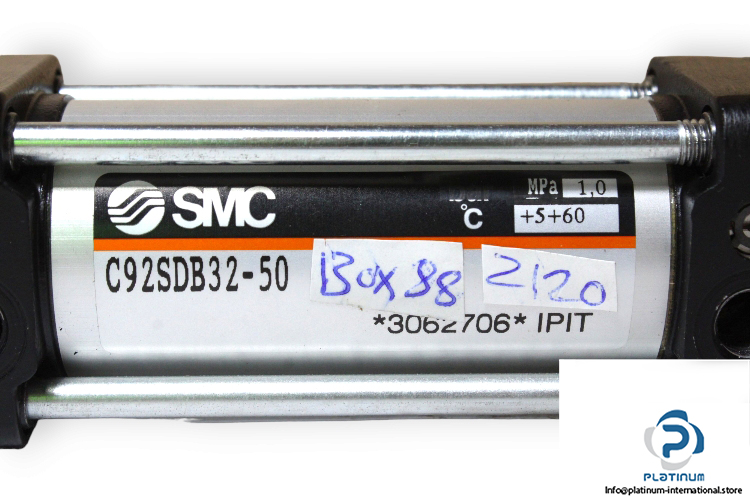 SMC
MPa 1,0
°C +5+60
C92SDB32-50
Box 88
2120
*3062706* IPIT
PLATINUM
Info@platinum-international.store